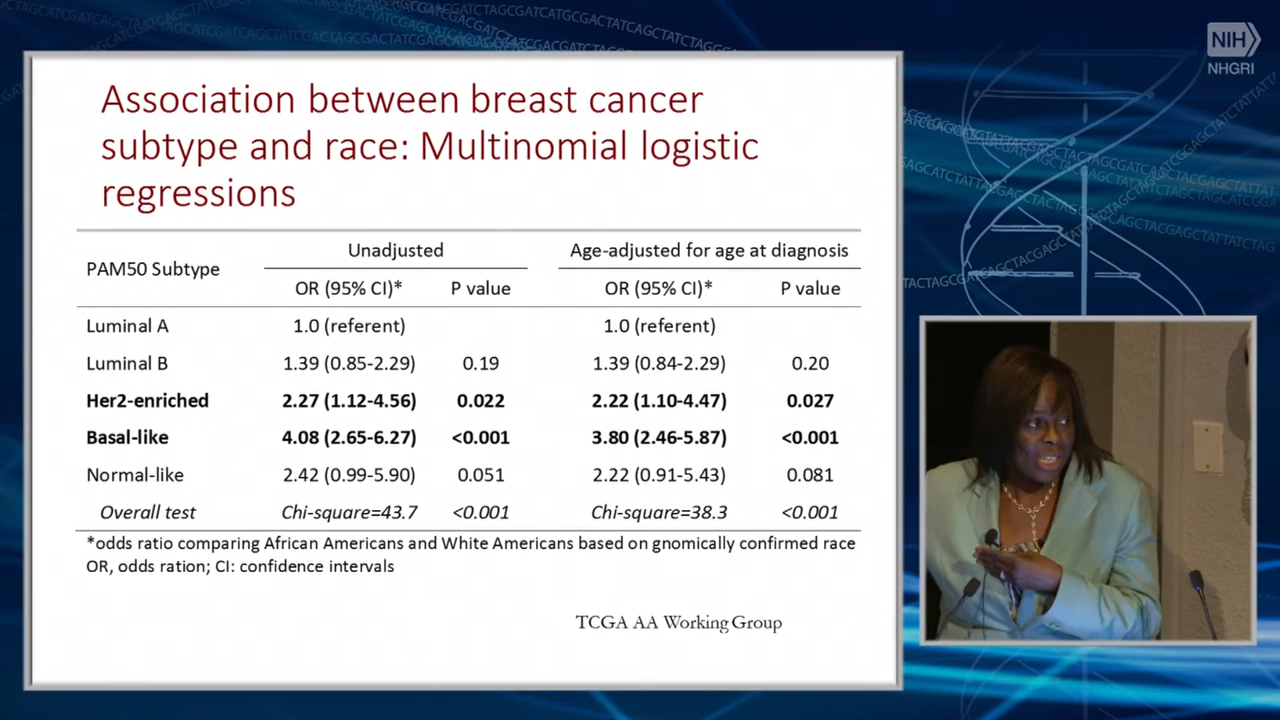 NIH
NHGRI
Association between breast cancer
subtype and race: Multinomial logistic
regressions
PAM50 Subtype Unadjusted Age-adjusted for age at diagnosis
OR (95% CI)* P value OR (95% CI)* P value
Luminal A 1.0 (referent) 1.0 (referent)
Luminal B 1.39 (0.85-2.29) 0.19 1.39 (0.84-2.29) 0.20
Her2-enriched 2.27 (1.12-4.56) 0.022 2.22 (1.10-4.47) 0.027
Basal-like 4.08 (2.65-6.27) <0.001 3.80 (2.46-5.87) <0.001
Normal-like 2.42 (0.99-5.90) 0.051 2.22 (0.91-5.43) 0.081
Overall test Chi-square=43.7 <0.001 Chi-square=38.3 <0.001
*odds ratio comparing African Americans and White Americans based on gnomically confirmed race
OR, odds ration; CI: confidence intervals
TCGA AA Working Group